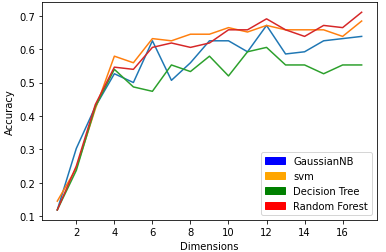 0.7
0.6
0.5
0.4
0.3
0.2
0.1
Accuracy
GaussianNB
svm
Decision Tree
Random Forest
2 4 6 8 10 12 14 16
Dimensions